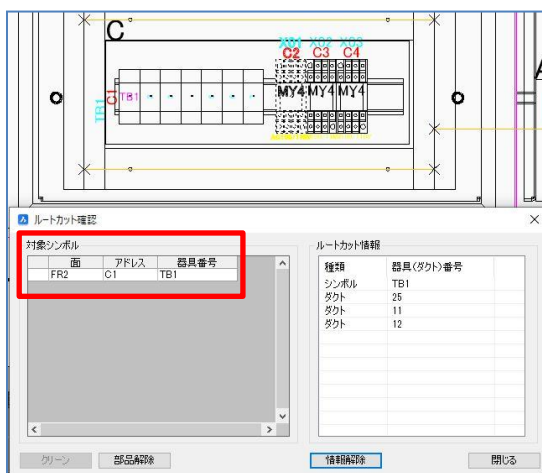 C
X01 X02 X03
C2 C3 C4
TB1 C1 TB1
MY4 MY4 MY4
ルートカット確認
対象シンボル
面 アドレス 器具番号
FR2 C1 TB1
ルートカット情報
種類 器具(ダクト)番号
シンボル TB1
ダクト 25
ダクト 11
ダクト 12
クリーン 部品解除 情報解除 閉じる